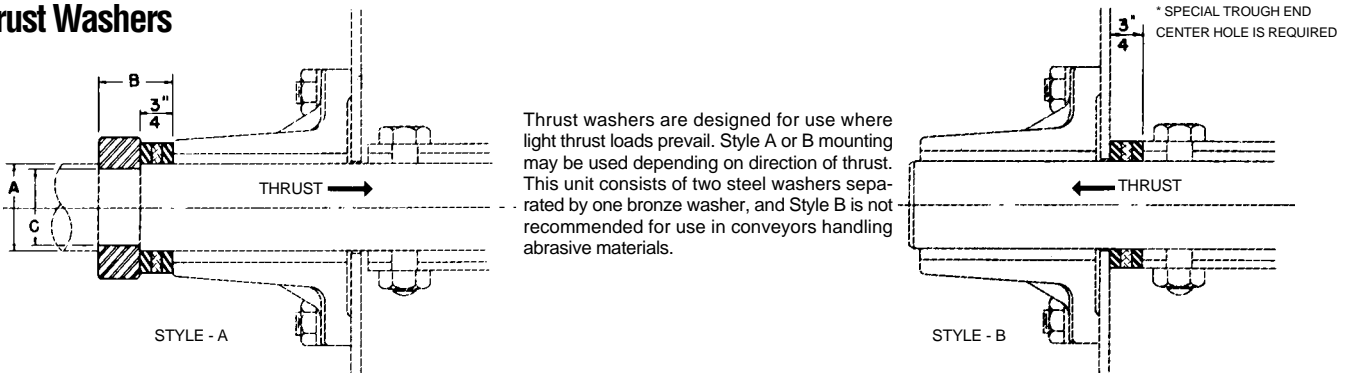 rust Washers
B
3"
4
A
C
THRUST
STYLE - A
Thrust washers are designed for use where
light thrust loads prevail. Style A or B mounting
may be used depending on direction of thrust.
This unit consists of two steel washers sepa-
rated by one bronze washer, and Style B is not
recommended for use in conveyors handling
abrasive materials.
3"
4
* SPECIAL TROUGH END
CENTER HOLE IS REQUIRED
THRUST
STYLE - B